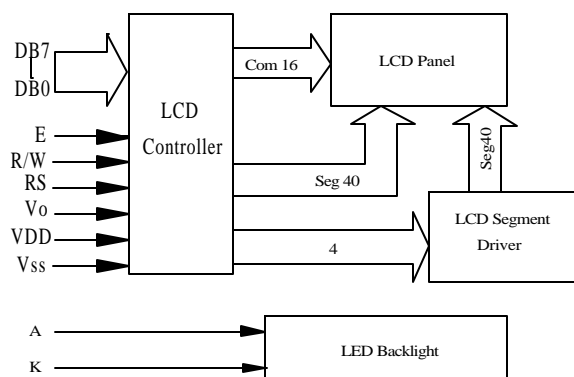 DB7
DB0
E
R/W
RS
Vo
VDD
Vss
LCD
Controller
Com 16
LCD Panel
Seg 40
Seg40
4
LCD Segment
Driver
A
K
LED Backlight